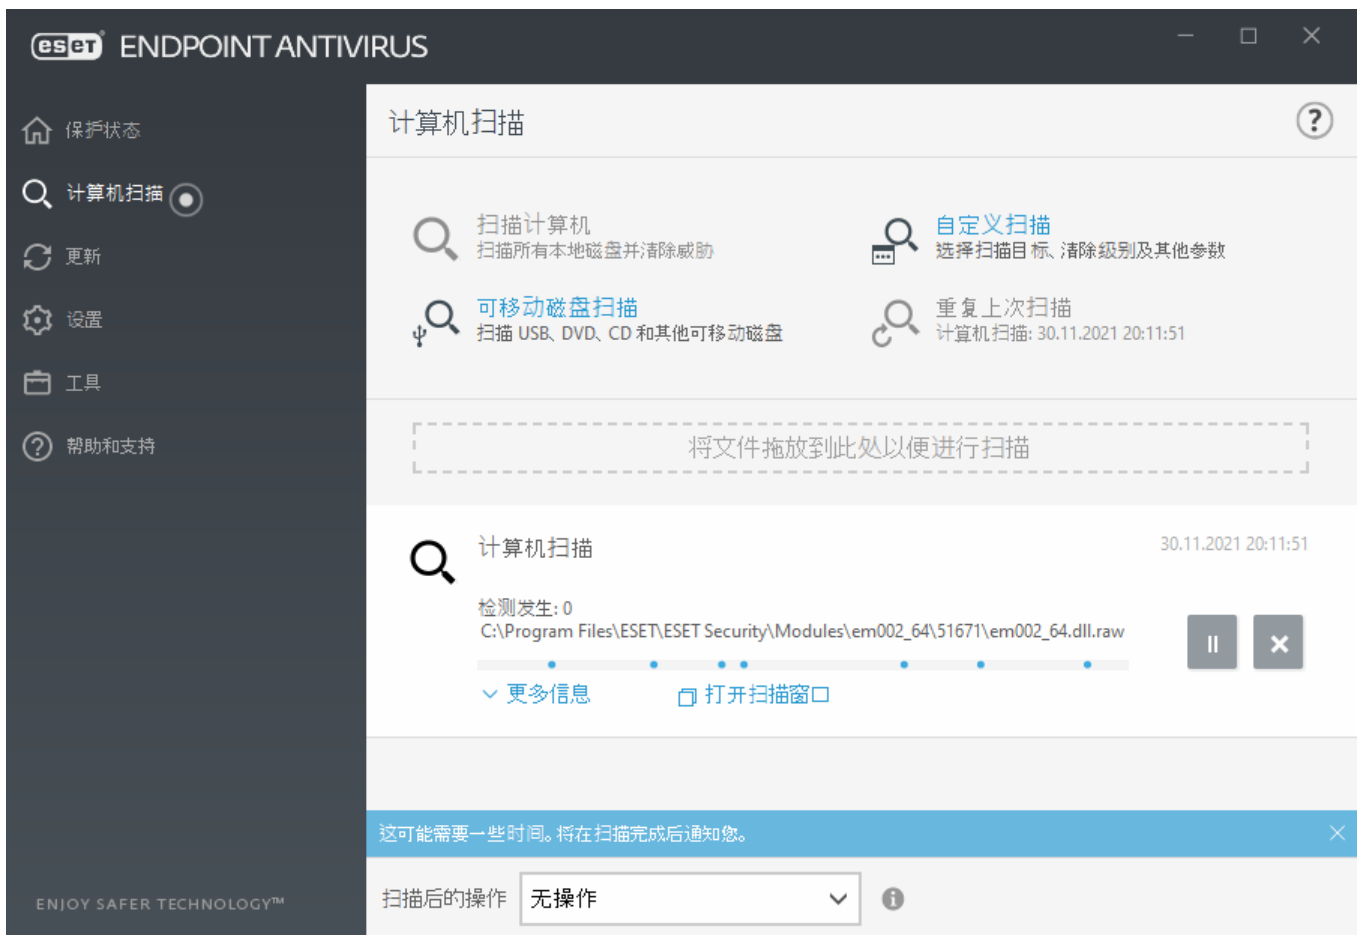 eset ENDPOINT ANTIVIRUS
保护状态
计算机扫描
更新
设置
工具
帮助和支持
ENJOY SAFER TECHNOLOGY™
计算机扫描
?
扫描计算机
扫描所有本地磁盘并清除威胁
自定义扫描
选择扫描目标、清除级别及其他参数
可移动磁盘扫描
扫描 USB、DVD、CD 和其他可移动磁盘
重复上次扫描
计算机扫描: 30.11.2021 20:11:51
将文件拖放到此处以便进行扫描
计算机扫描
30.11.2021 20:11:51
检测发生: 0
C:\Program Files\ESET\ESET Security\Modules\em002_64\51671\em002_64.dll.raw
更多信息
打开扫描窗口
这可能需要一些时间。将在扫描完成后通知您。
扫描后的操作
无操作